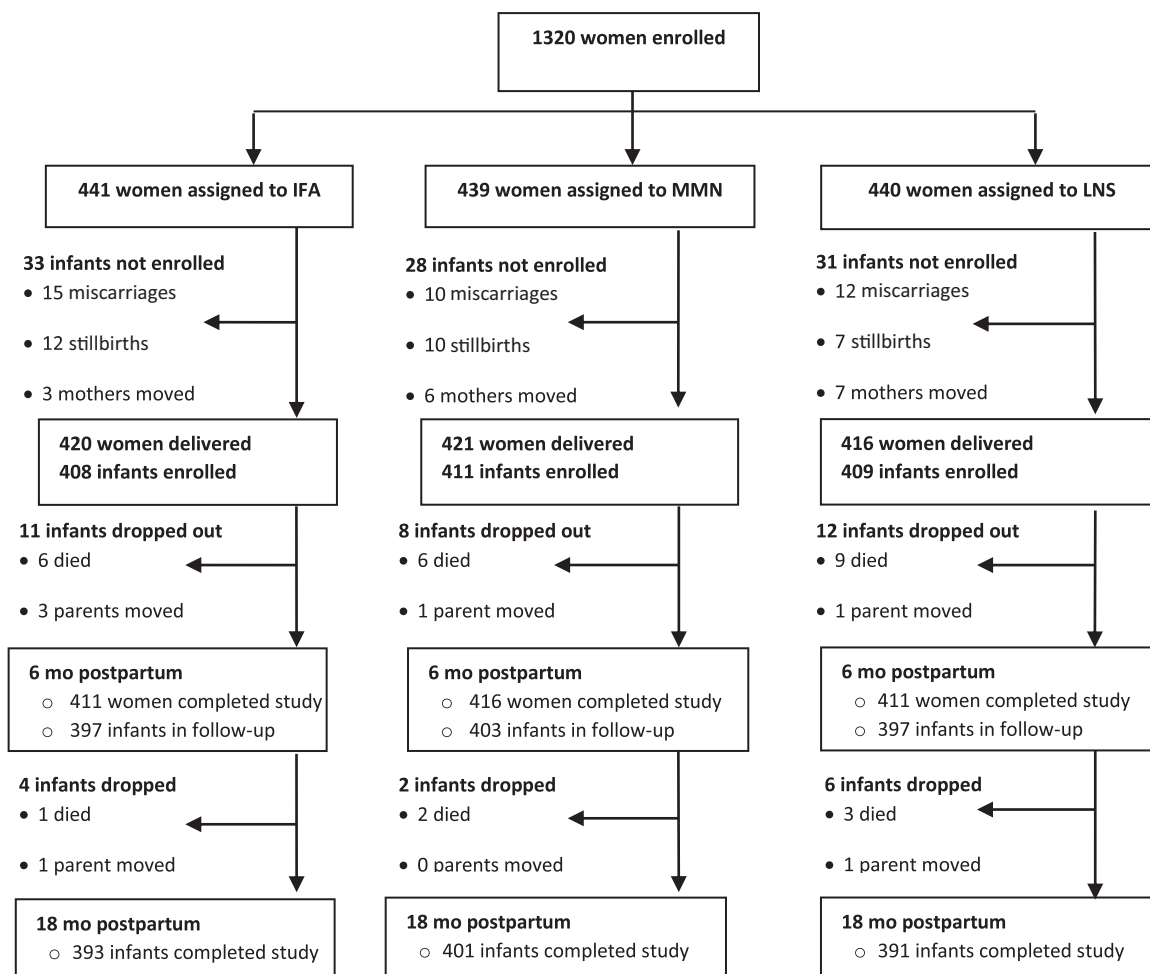 1320 women enrolled
441 women assigned to IFA
439 women assigned to MMN
440 women assigned to LNS
33 infants not enrolled
• 15 miscarriages
• 12 stillbirths
• 3 mothers moved
28 infants not enrolled
• 10 miscarriages
• 10 stillbirths
• 6 mothers moved
31 infants not enrolled
• 12 miscarriages
• 7 stillbirths
• 7 mothers moved
420 women delivered
408 infants enrolled
421 women delivered
411 infants enrolled
416 women delivered
409 infants enrolled
11 infants dropped out
• 6 died
• 3 parents moved
8 infants dropped out
• 6 died
• 1 parent moved
12 infants dropped out
• 9 died
• 1 parent moved
6 mo postpartum
○ 411 women completed study
○ 397 infants in follow-up
6 mo postpartum
○ 416 women completed study
○ 403 infants in follow-up
6 mo postpartum
○ 411 women completed study
○ 397 infants in follow-up
4 infants dropped
• 1 died
• 1 parent moved
2 infants dropped
• 2 died
• 0 parents moved
6 infants dropped
• 3 died
• 1 parent moved
18 mo postpartum
○ 393 infants completed study
18 mo postpartum
○ 401 infants completed study
18 mo postpartum
○ 391 infants completed study